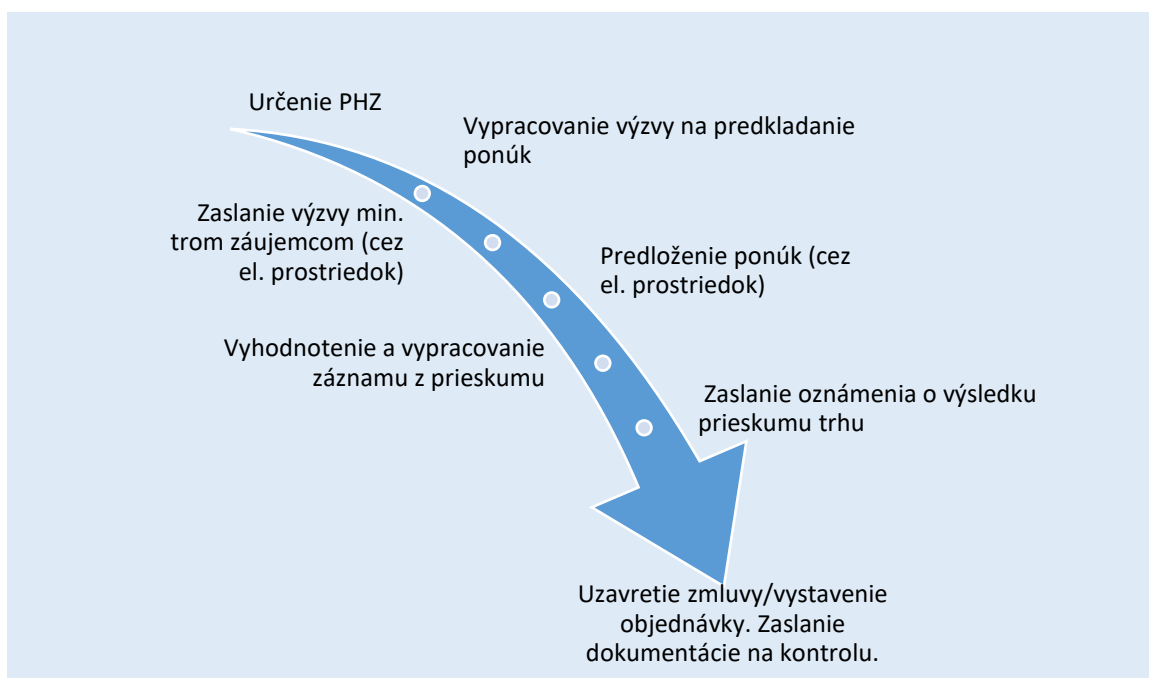 Určenie PHZ
Vypracovanie výzvy na predkladanie
ponúk
Zaslanie výzvy min.
trom záujemcom (cez
el. prostriedok)
Predloženie ponúk (cez
el. prostriedok)
Vyhodnotenie a vypracovanie
záznamu z prieskumu
Zaslanie oznámenia o výsledku
prieskumu trhu
Uzavretie zmluvy/vystavenie
objednávky. Zaslanie
dokumentácie na kontrolu.